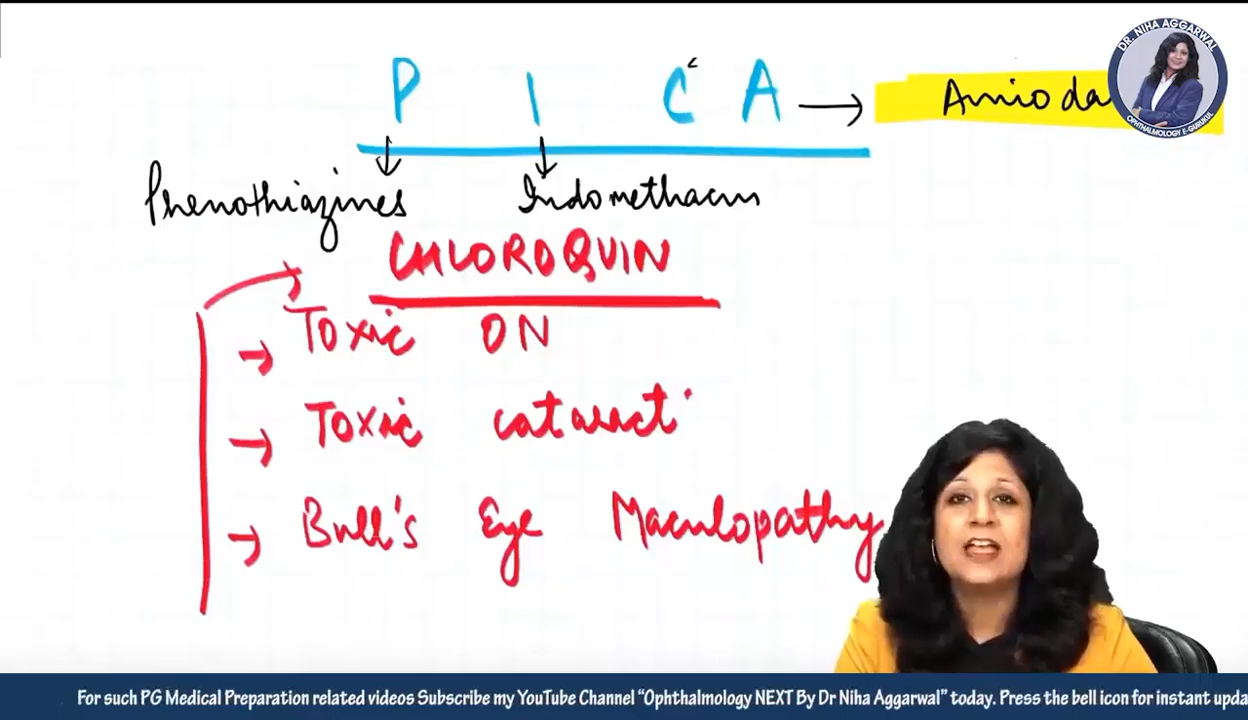 P I C A → Amioda
Phenothiazines Indomethacin
CHLOROQUIN
→ Toxic ON
→ Toxic cataract
→ Bull's Eye Maculopathy
DR. NIHA AGGARWAL
OPHTHALMOLOGY E-GURUKUL
For such PG Medical Preparation related videos Subscribe my YouTube Channel “Ophthalmology NEXT By Dr Niha Aggarwal” today. Press the bell icon for instant upda